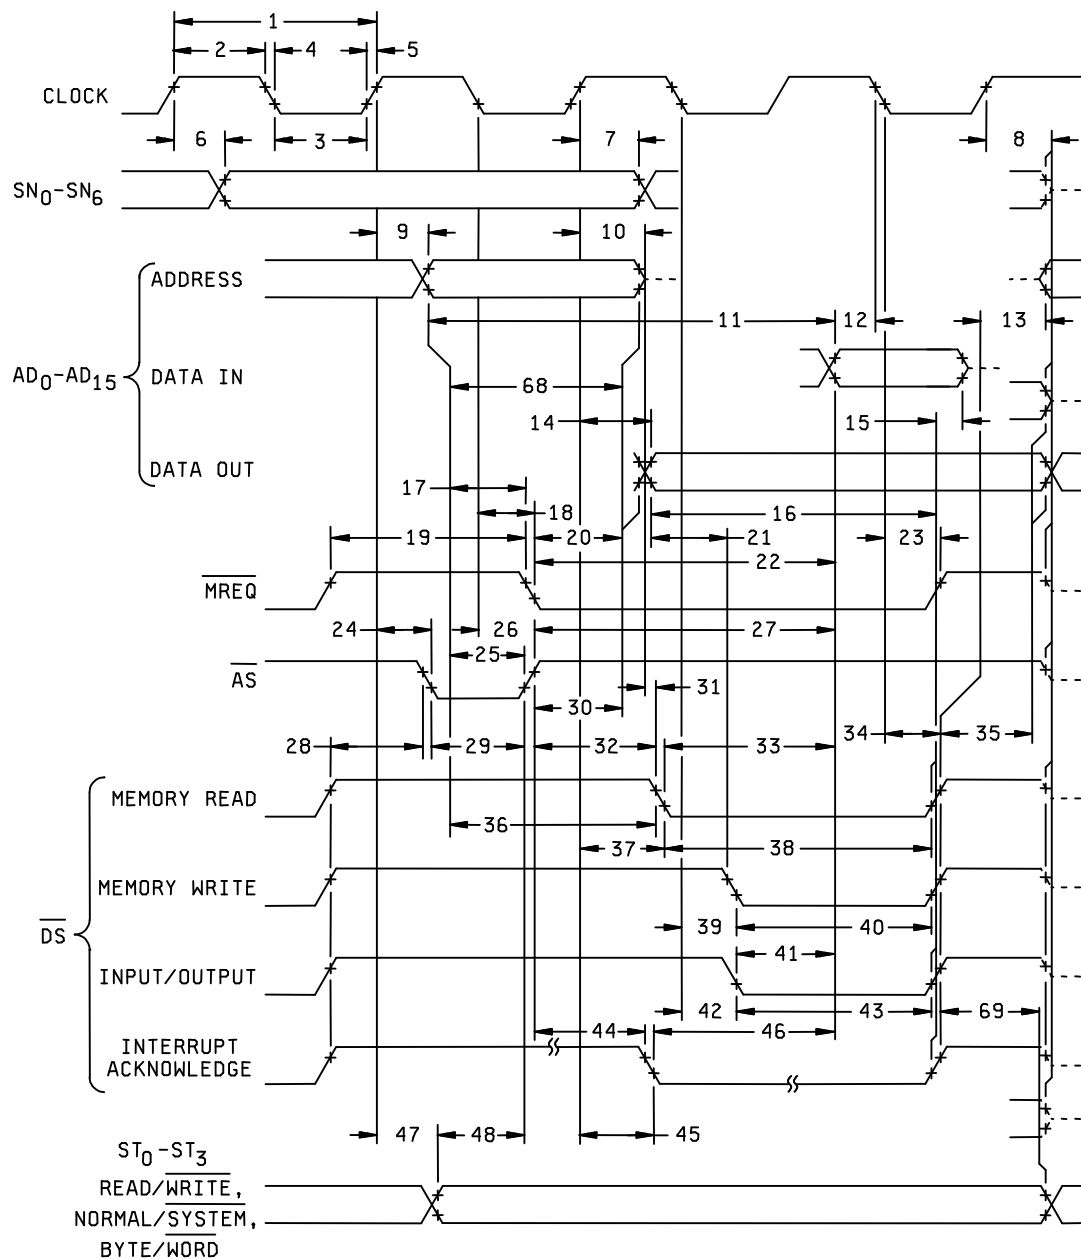 1
2 4 5
CLOCK
6 3 7 8
SN0-SN6
9 10
ADDRESS
11 12 13
AD0-AD15 DATA IN
68
14 15
DATA OUT
17
18 16
19 20 21 23
22
MREQ
24 26 27
25
AS
31
30
28 29 32 33 34 35
MEMORY READ
36
37 38
MEMORY WRITE
DS
39 40
41
INPUT/OUTPUT
42 43 69
44 46
INTERRUPT
ACKNOWLEDGE
47 48 45
ST0-ST3
READ/WRITE,
NORMAL/SYSTEM,
BYTE/WORD